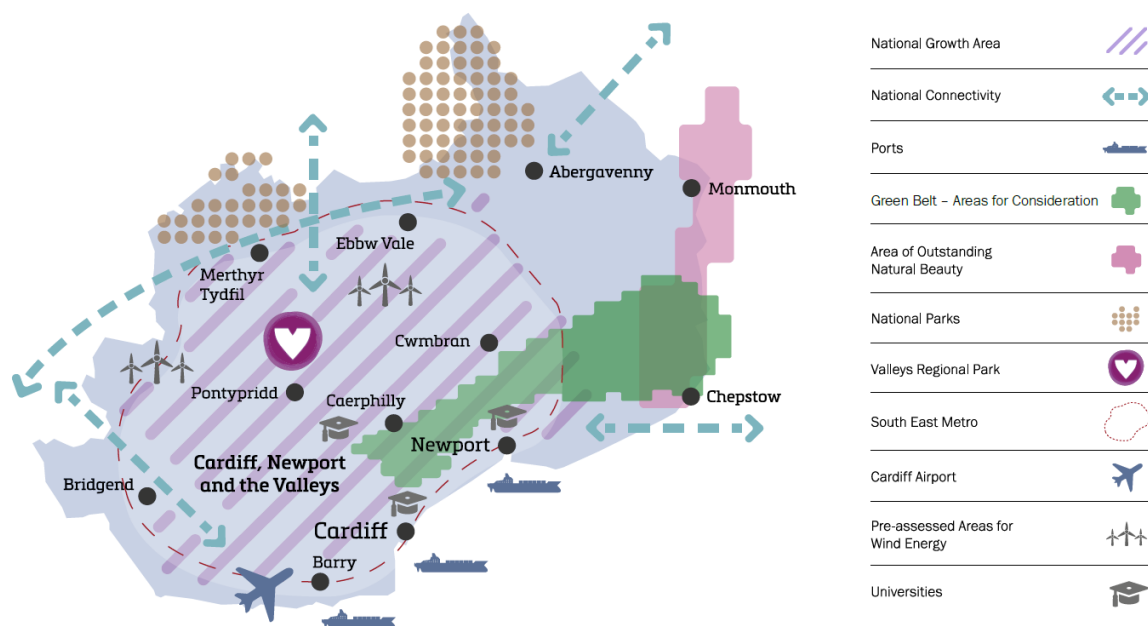 Abergavenny
Monmouth
Ebbw Vale
Merthyr
Tydfil
Cwmbran
Pontypridd
Caerphilly
Chepstow
Newport
Cardiff, Newport
and the Valleys
Bridgend
Cardiff
Barry
National Growth Area
National Connectivity
Ports
Green Belt – Areas for Consideration
Area of Outstanding
Natural Beauty
National Parks
Valleys Regional Park
South East Metro
Cardiff Airport
Pre-assessed Areas for
Wind Energy
Universities